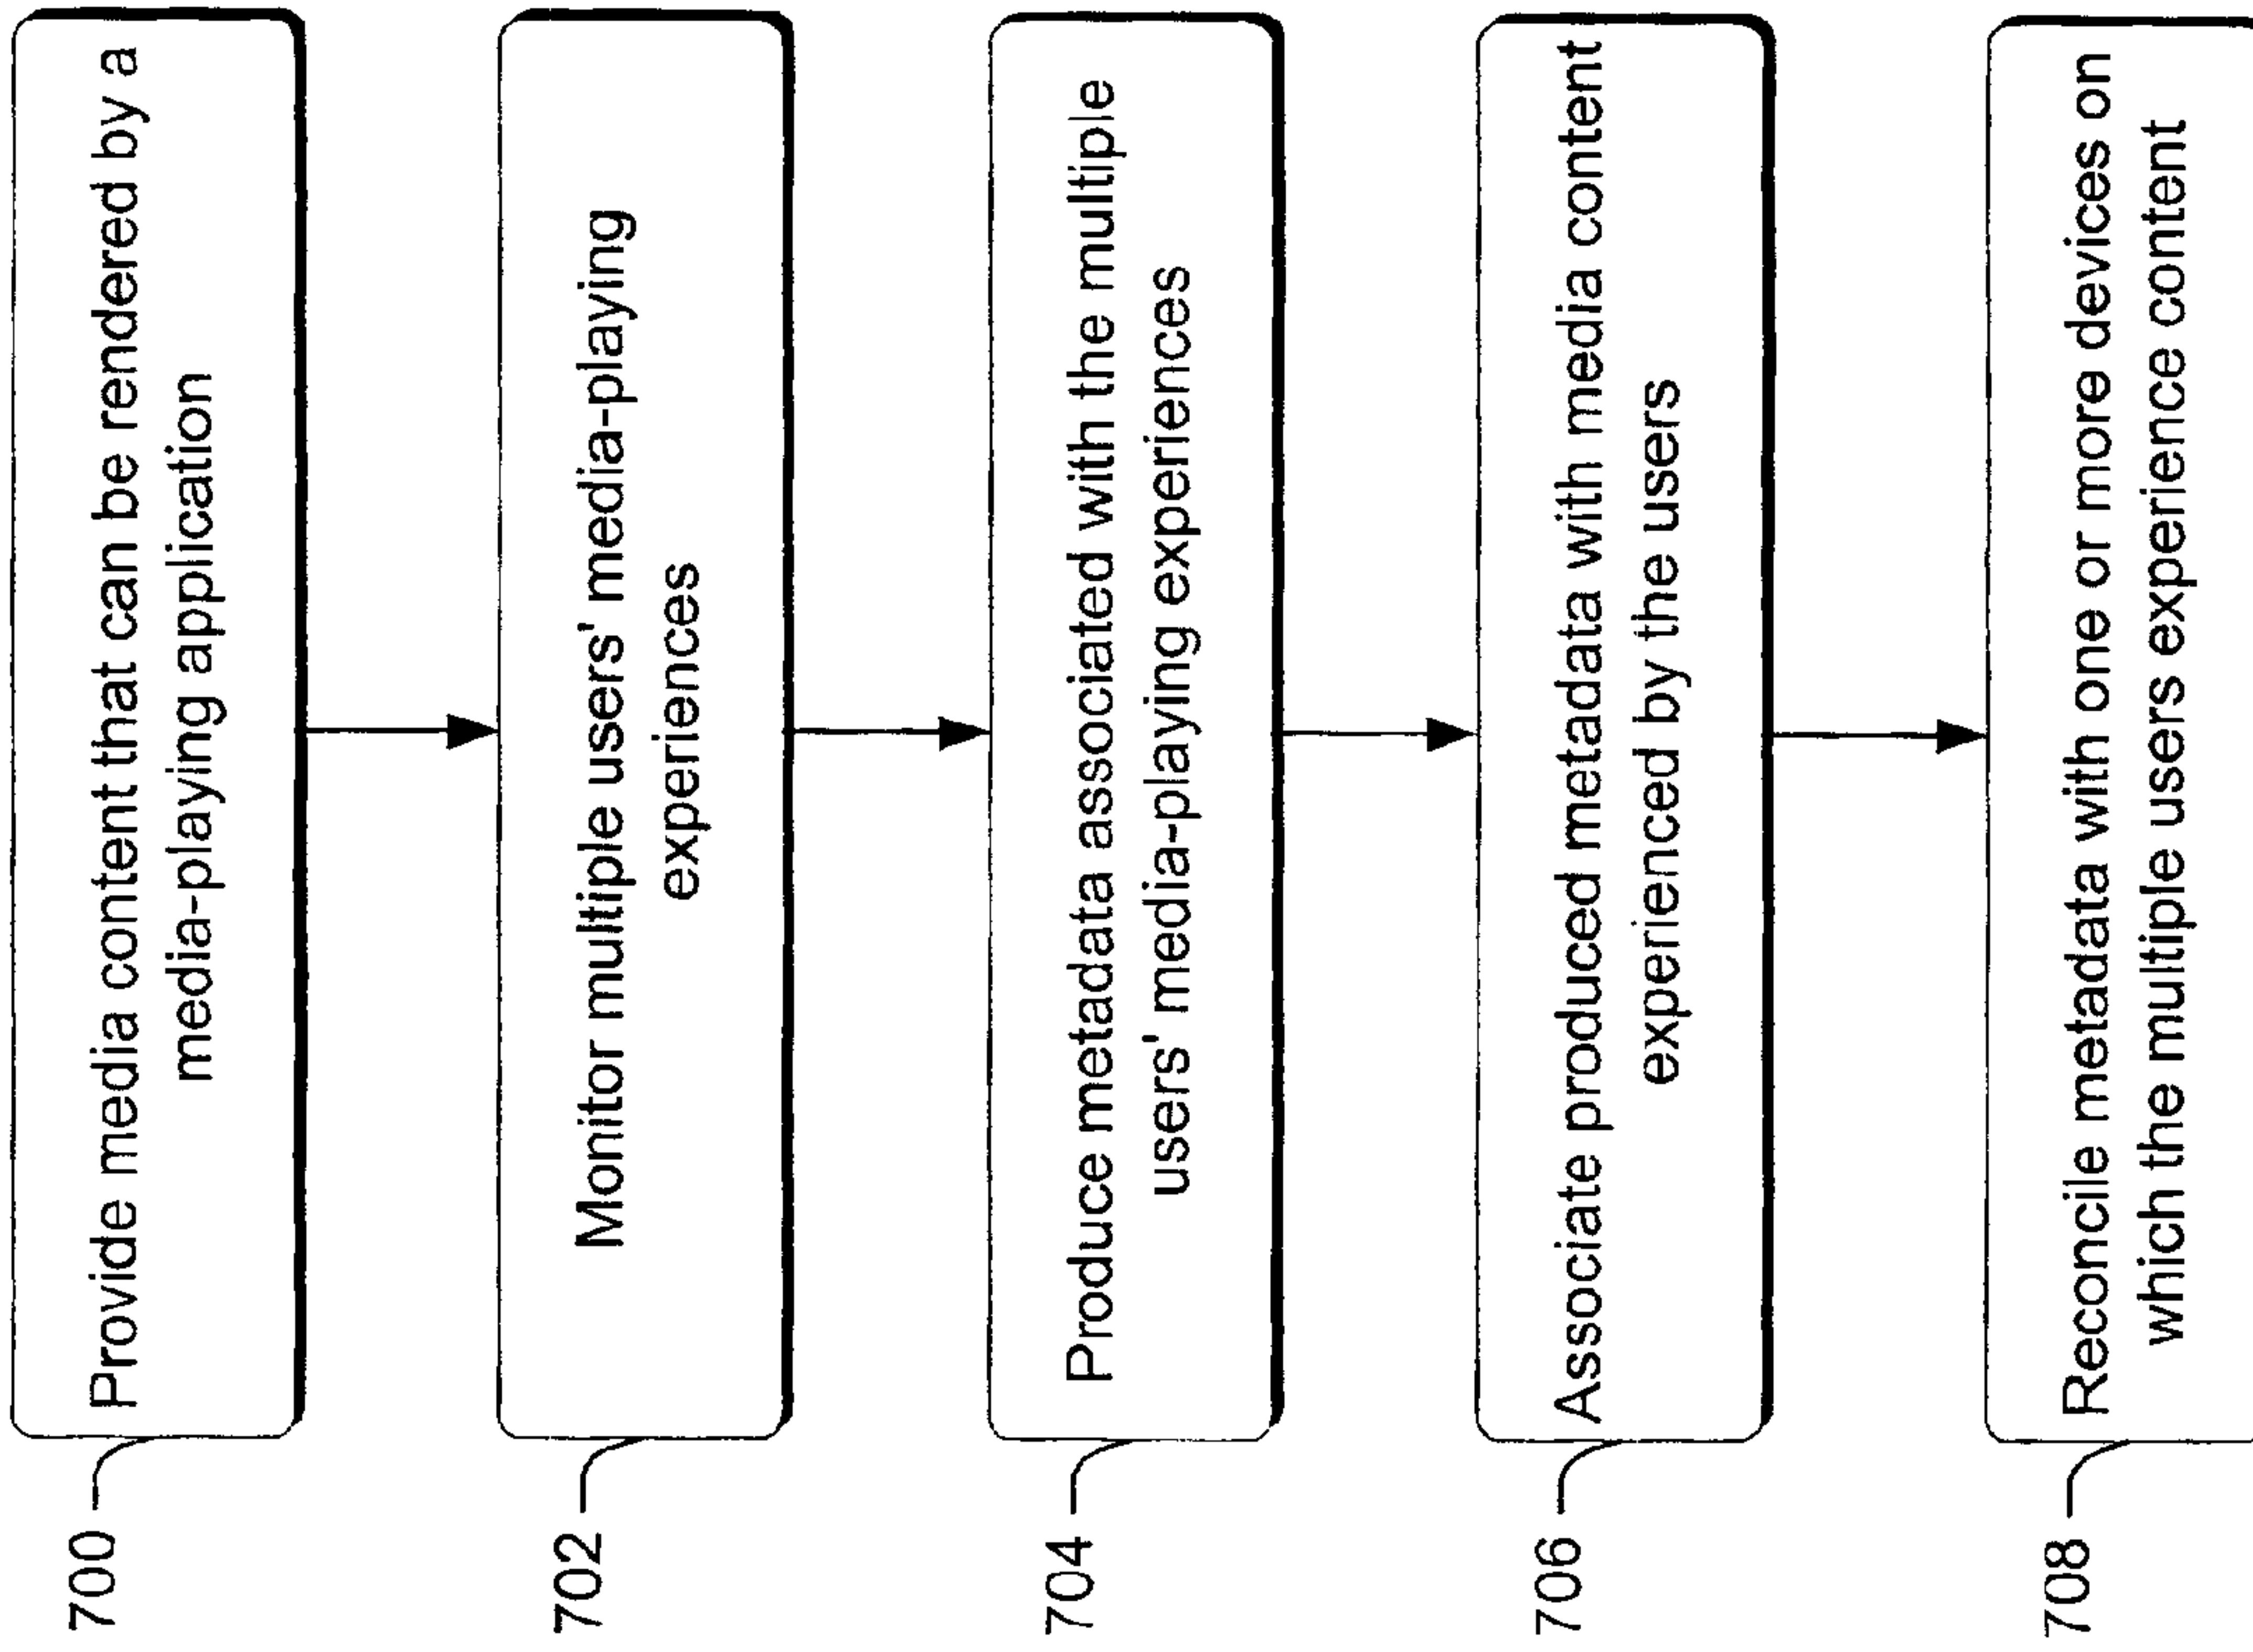 700
Provide media content that can be rendered by a
media-playing application
702
Monitor multiple users' media-playing
experiences
704
Produce metadata associated with the multiple
users' media-playing experiences
706
Associate produced metadata with media content
experienced by the users
708
Reconcile metadata with one or more devices on
which the multiple users experience content